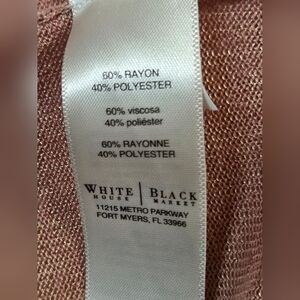 60% RAYON
40% POLYESTER
60% viscosa
40% poliéster
60% RAYONNE
40% POLYESTER
WHITE | BLACK
HOUSE | MARKET
11215 METRO PARKWAY
FORT MYERS, FL 33966